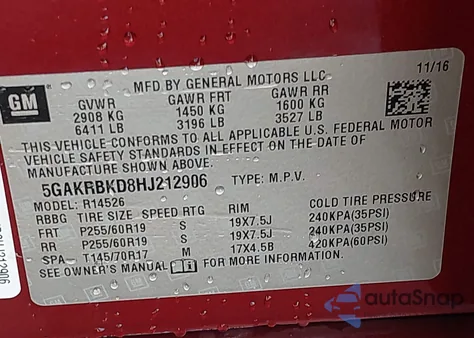 11/16
MFD BY GENERAL MOTORS LLC
GM
GVWR GAWR FRT GAWR RR
2908 KG 1450 KG 1600 KG
6411 LB 3196 LB 3527 LB
THIS VEHICLE CONFORMS TO ALL APPLICABLE U.S. FEDERAL MOTOR
VEHICLE SAFETY STANDARDS IN EFFECT ON THE DATE OF
MANUFACTURE SHOWN ABOVE.
5GAKRBKD8HJ212906 TYPE: M.P.V.
MODEL: R14526
RBBG TIRE SIZE SPEED RTG RIM
FRT P255/60R19 S 19X7.5J 240KPA(35PSI)
RR P255/60R19 S 19X7.5J 240KPA(35PSI)
SPA T145/70R17 M 17X4.5B 420KPA(60PSI)
SEE OWNER'S MANUAL FOR MORE INFORMATION.
autoSnap